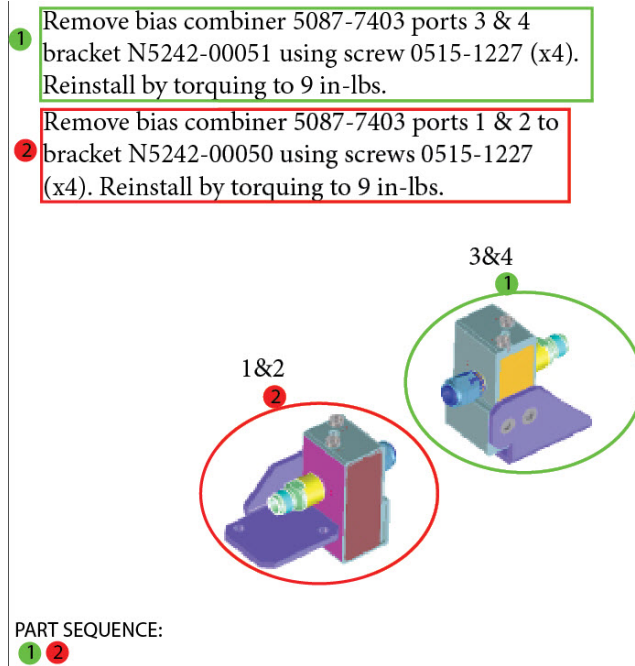 1
Remove bias combiner 5087-7403 ports 3 & 4
bracket N5242-00051 using screw 0515-1227 (x4).
Reinstall by torquing to 9 in-lbs.
2
Remove bias combiner 5087-7403 ports 1 & 2 to
bracket N5242-00050 using screws 0515-1227
(x4). Reinstall by torquing to 9 in-lbs.
3&4
1
1&2
2
PART SEQUENCE:
1 2